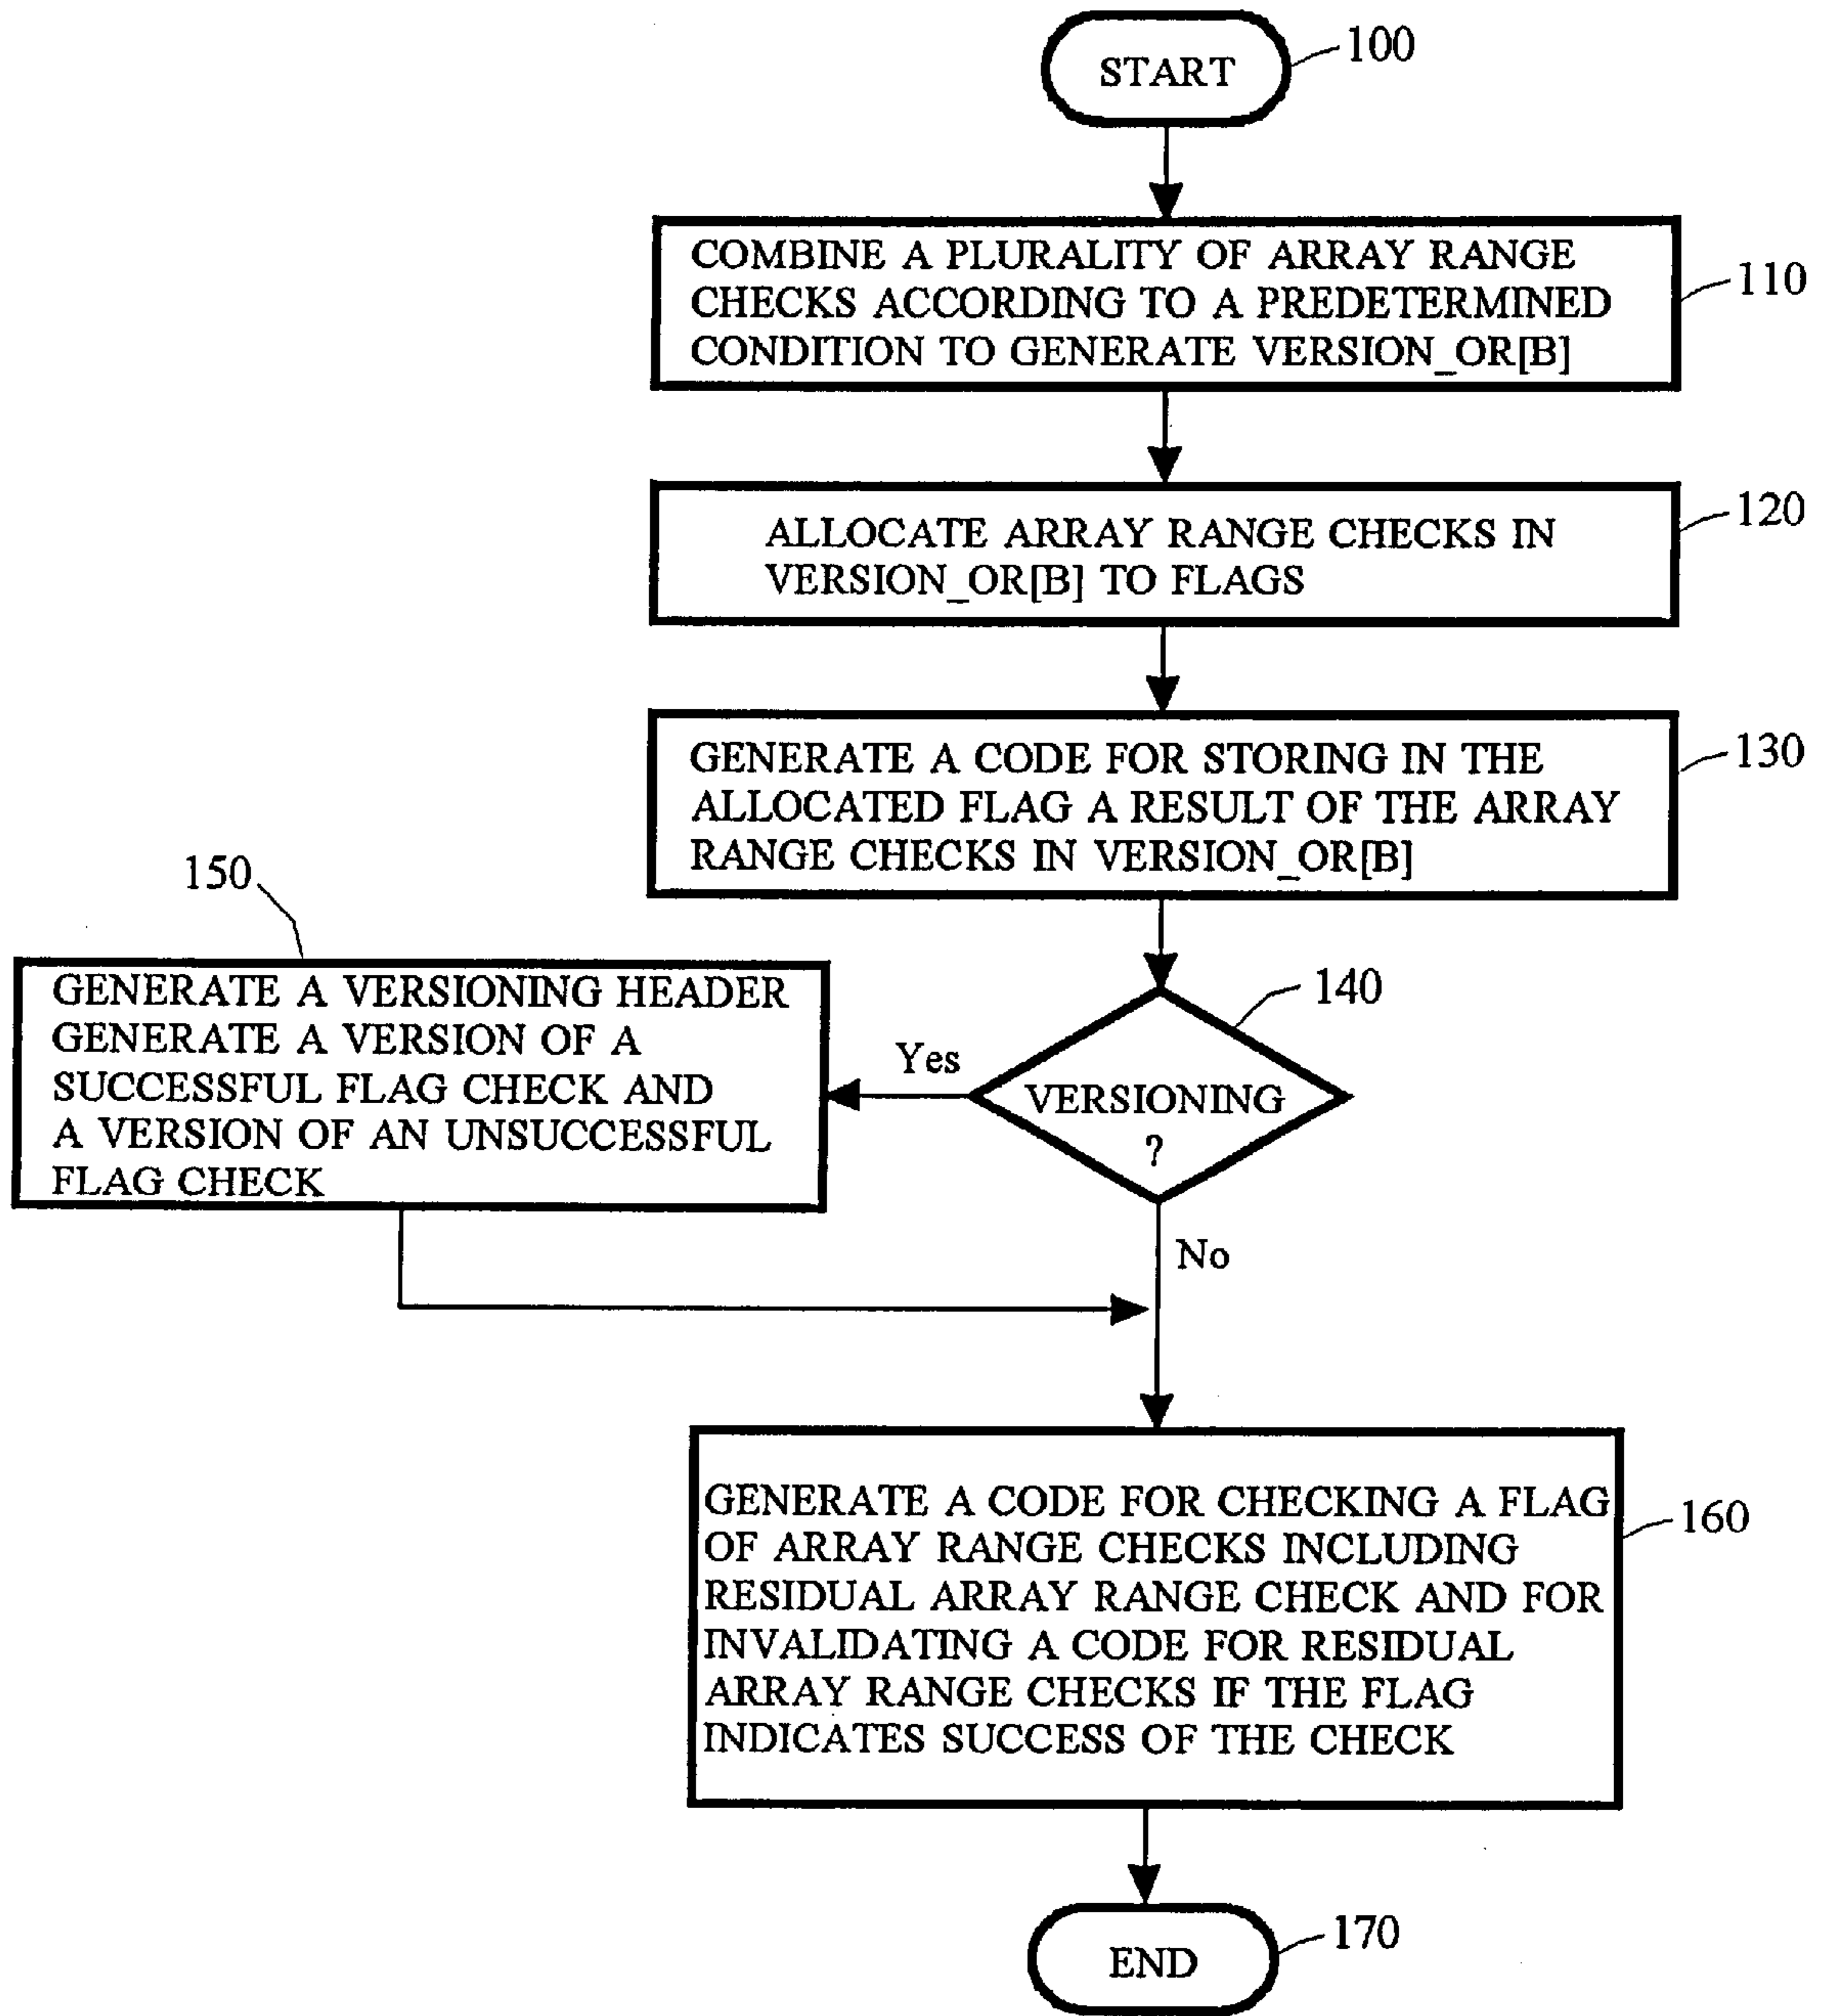 START
100
COMBINE A PLURALITY OF ARRAY RANGE
CHECKS ACCORDING TO A PREDETERMINED
CONDITION TO GENERATE VERSION_OR[B]
110
ALLOCATE ARRAY RANGE CHECKS IN
VERSION_OR[B] TO FLAGS
120
GENERATE A CODE FOR STORING IN THE
ALLOCATED FLAG A RESULT OF THE ARRAY
RANGE CHECKS IN VERSION_OR[B]
130
VERSIONING
?
140
Yes
150
GENERATE A VERSIONING HEADER
GENERATE A VERSION OF A
SUCCESSFUL FLAG CHECK AND
A VERSION OF AN UNSUCCESSFUL
FLAG CHECK
No
GENERATE A CODE FOR CHECKING A FLAG
OF ARRAY RANGE CHECKS INCLUDING
RESIDUAL ARRAY RANGE CHECK AND FOR
INVALIDATING A CODE FOR RESIDUAL
ARRAY RANGE CHECKS IF THE FLAG
INDICATES SUCCESS OF THE CHECK
160
END
170